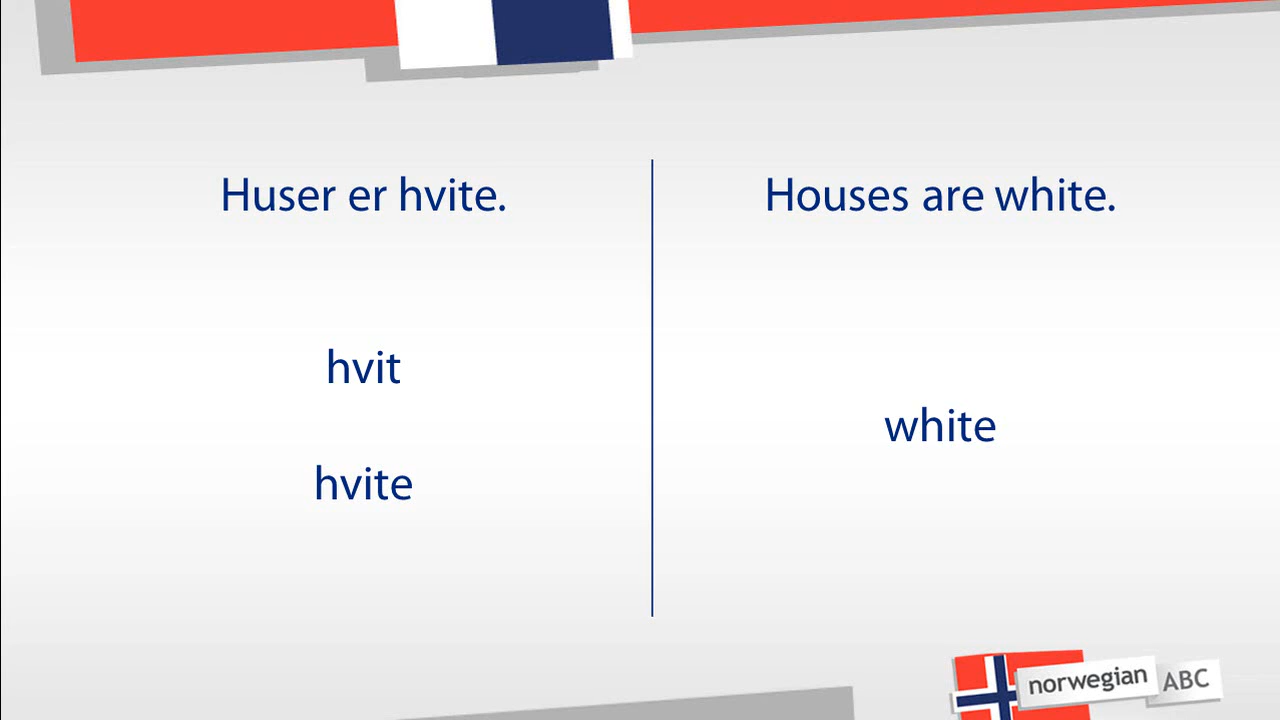 Huser er hvite.
Houses are white.
hvit
white
hvite
norwegian ABC